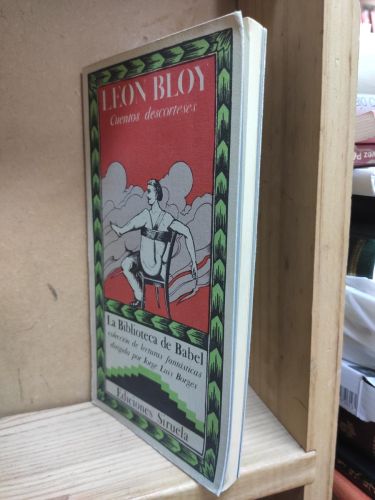 LEON BLOY
Cuentos descorteses
La Biblioteca de Babel
colección de lecturas fantásticas
dirigida por Jorge Luis Borges
Ediciones Siruela